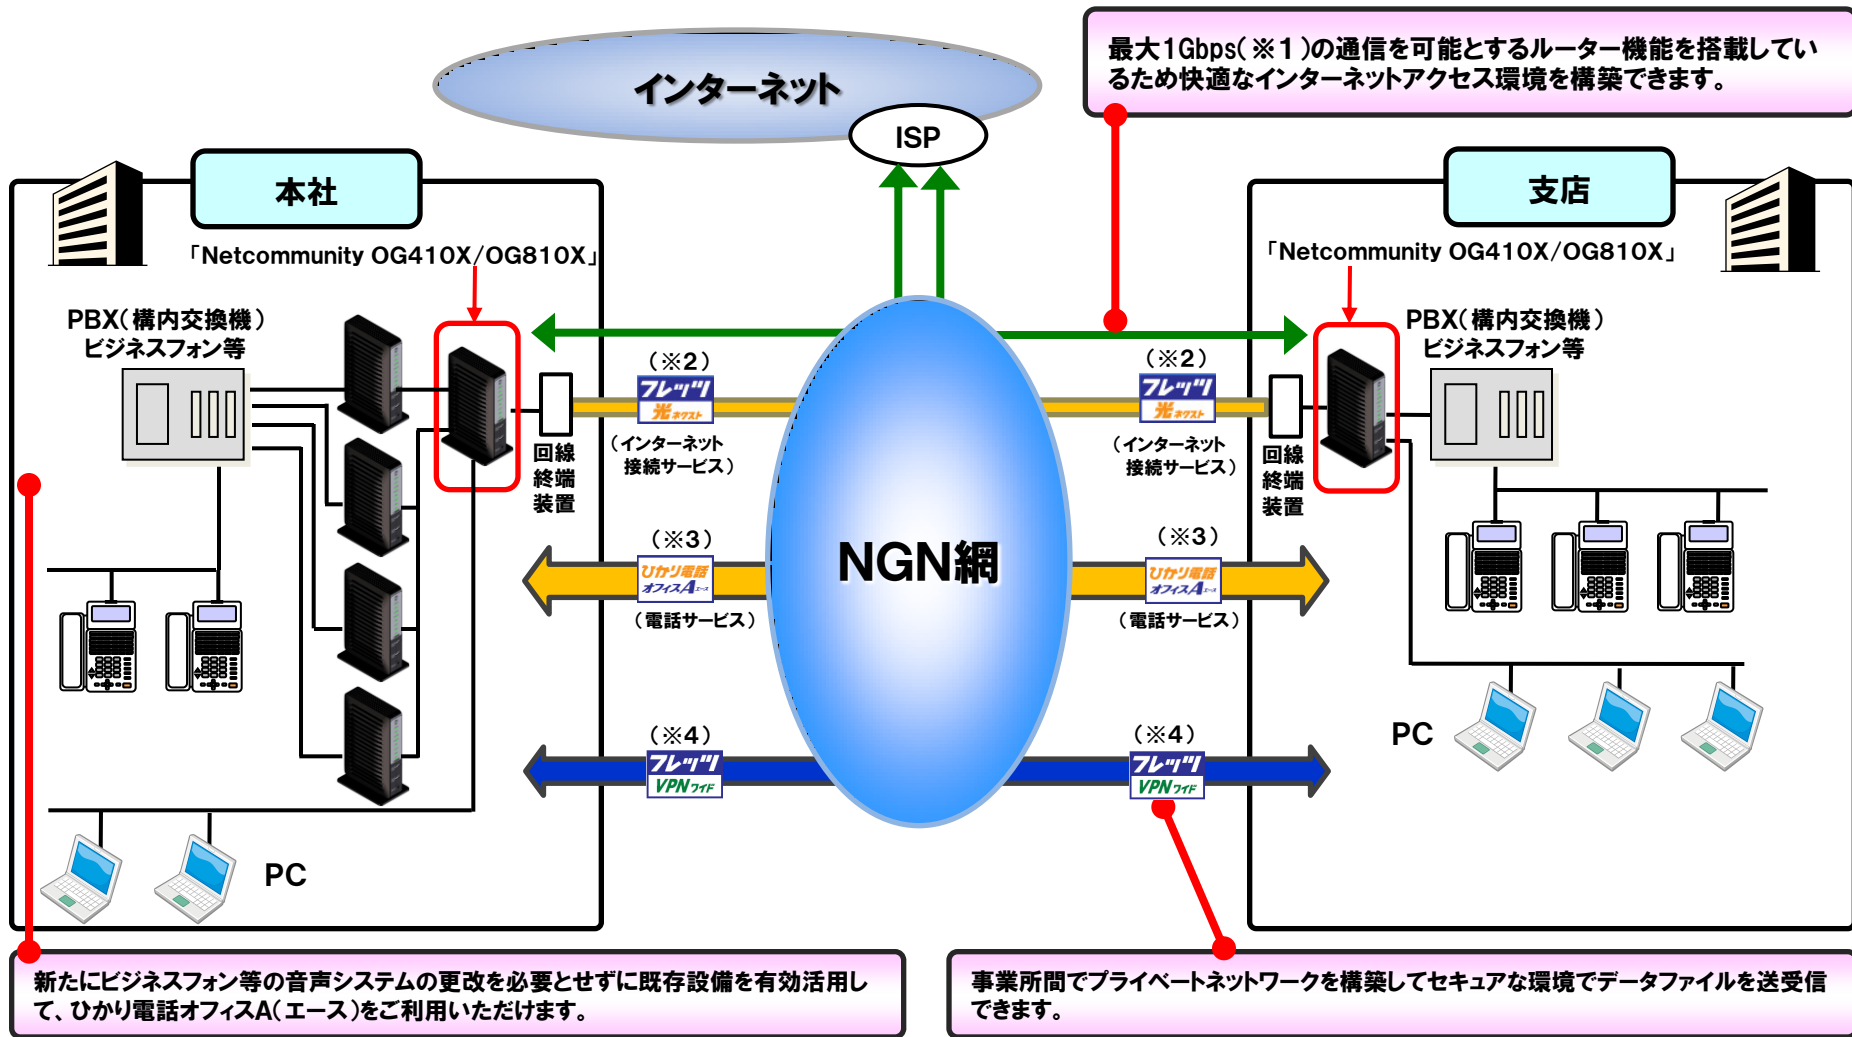 最大1Gbps(※1)の通信を可能とするルーター機能を搭載してい
るため快適なインターネットアクセス環境を構築できます。
インターネット
ISP
本社
「Netcommunity OG410X/OG810X」
PBX(構内交換機)
ビジネスフォン等
回線
終端
装置
PC
(※2)
フレッツ
光ネクスト
(インターネット
接続サービス)
(※3)
ひかり電話
オフィスAエース
(電話サービス)
(※4)
フレッツ
VPNワイド
NGN網
(※2)
フレッツ
光ネクスト
(インターネット
接続サービス)
(※3)
ひかり電話
オフィスAエース
(電話サービス)
(※4)
フレッツ
VPNワイド
支店
「Netcommunity OG410X/OG810X」
PBX(構内交換機)
ビジネスフォン等
回線
終端
装置
PC
新たにビジネスフォン等の音声システムの更改を必要とせずに既存設備を有効活用し
て、ひかり電話オフィスA(エース)をご利用いただけます。
事業所間でプライベートネットワークを構築してセキュアな環境でデータファイルを送受信
できます。